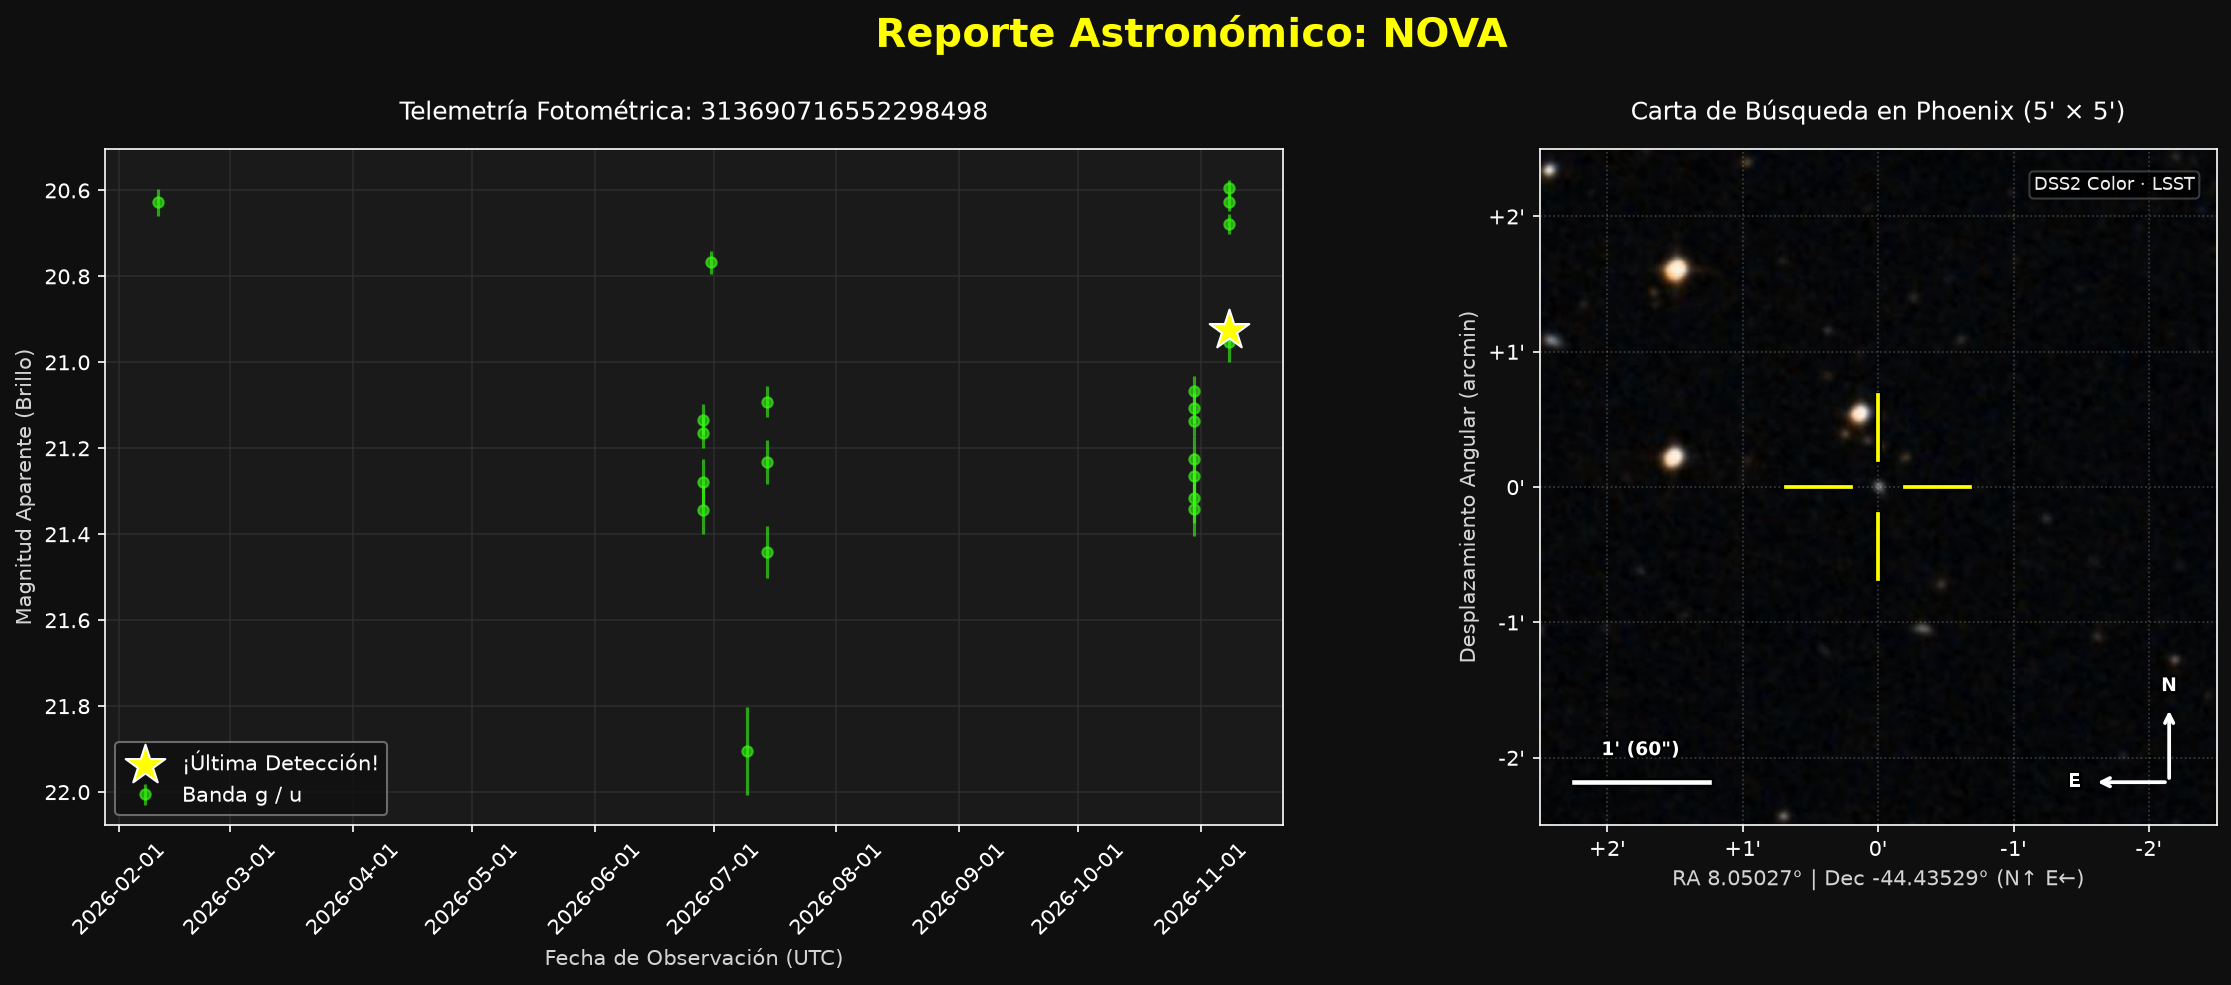 Reporte Astronómico: NOVA
Telemetría Fotométrica: 313690716552298498
Magnitud Aparente (Brillo)
20.6
20.8
21.0
21.2
21.4
21.6
21.8
22.0
¡Última Detección!
Banda g / u
2026-02-01
2026-03-01
2026-04-01
2026-05-01
2026-06-01
2026-07-01
2026-08-01
2026-09-01
2026-10-01
2026-11-01
Fecha de Observación (UTC)
Carta de Búsqueda en Phoenix (5' × 5')
DSS2 Color · LSST
Desplazamiento Angular (arcmin)
+2'
+1'
0'
-1'
-2'
N
E
1' (60")
+2'
+1'
0'
-1'
-2'
RA 8.05027° | Dec -44.43529° (N↑ E←)